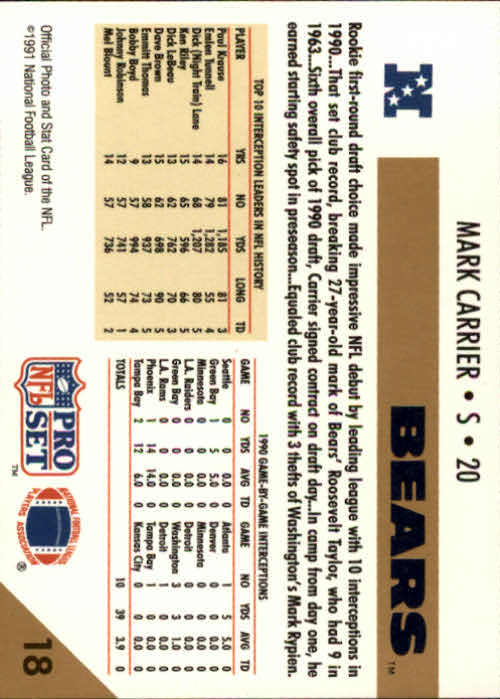 MARK CARRIER • S • 20
N
BEARS™
Rookie first-round draft choice made impressive NFL debut by leading league with 10 interceptions in
1990...That set club record, breaking 27-year-old mark of Bears' Roosevelt Taylor, who had 9 in
1963...Sixth overall pick of 1990 draft, Carrier signed contract on draft day...In camp from day one, he
earned starting safety spot in preseason...Equaled club record with 3 thefts of Washington's Mark Rypien.
TOP 10 INTERCEPTION LEADERS IN NFL HISTORY
PLAYER YRS NO YDS LONG TD
Paul Krause 16 81 1,185 81 3
Emlen Tunnell 14 79 1,282 55 4
Dick (Night Train) Lane 14 68 1,207 80 5
Ken Riley 15 65 596 66 5
Dick LeBeau 13 62 762 70 3
Dave Brown 15 62 698 90 5
Emmitt Thomas 13 58 937 73 5
Bobby Boyd 9 57 994 74 4
Johnny Robinson 12 57 741 57 1
Mel Blount 14 57 736 52 2
1990 GAME-BY-GAME INTERCEPTIONS
GAME NO YDS AVG TD GAME NO YDS AVG TD
Seattle 0 0 0.0 0 Atlanta 1 5 5.0 0
Green Bay 1 5 5.0 0 Denver 0 0 0.0 0
Minnesota 0 0 0.0 0 Minnesota 0 0 0.0 0
L.A. Raiders 0 0 0.0 0 Detroit 0 0 0.0 0
Green Bay 0 0 0.0 0 Washington 3 3 1.0 0
L.A. Rams 0 0 0.0 0 Detroit 1 0 0.0 0
Phoenix 1 14 14.0 0 Tampa Bay 1 0 0.0 0
Tampa Bay 2 12 6.0 0 Kansas City 0 0 0.0 0
TOTALS 10 39 3.9 0
Official Photo and Stat Card of the NFL.
©1991 National Football League.
PRO
NFL SET™
NATIONAL FOOTBALL LEAGUE
PLAYERS ASSOCIATION®
18